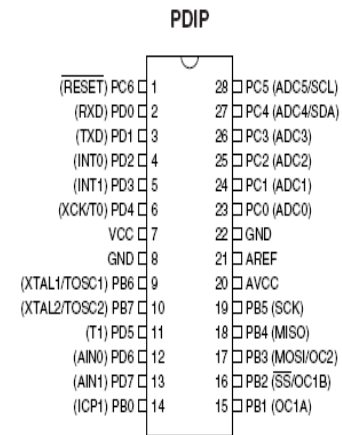 PDIP
(RESET) PC6 1 28 PC5 (ADC5/SCL)
(RXD) PD0 2 27 PC4 (ADC4/SDA)
(TXD) PD1 3 26 PC3 (ADC3)
(INT0) PD2 4 25 PC2 (ADC2)
(INT1) PD3 5 24 PC1 (ADC1)
(XCK/T0) PD4 6 23 PC0 (ADC0)
VCC 7 22 GND
GND 8 21 AREF
(XTAL1/TOSC1) PB6 9 20 AVCC
(XTAL2/TOSC2) PB7 10 19 PB5 (SCK)
(T1) PD5 11 18 PB4 (MISO)
(AIN0) PD6 12 17 PB3 (MOSI/OC2)
(AIN1) PD7 13 16 PB2 (SS/OC1B)
(ICP1) PB0 14 15 PB1 (OC1A)